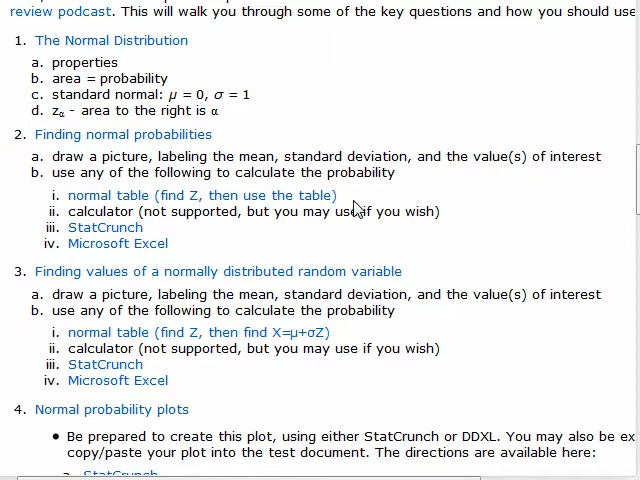 review podcast. This will walk you through some of the key questions and how you should use
1. The Normal Distribution
a. properties
b. area = probability
c. standard normal: μ = 0, σ = 1
d. zα - area to the right is α
2. Finding normal probabilities
a. draw a picture, labeling the mean, standard deviation, and the value(s) of interest
b. use any of the following to calculate the probability
i. normal table (find Z, then use the table)
ii. calculator (not supported, but you may use if you wish)
iii. StatCrunch
iv. Microsoft Excel
3. Finding values of a normally distributed random variable
a. draw a picture, labeling the mean, standard deviation, and the value(s) of interest
b. use any of the following to calculate the probability
i. normal table (find Z, then find X=μ+σZ)
ii. calculator (not supported, but you may use if you wish)
iii. StatCrunch
iv. Microsoft Excel
4. Normal probability plots
• Be prepared to create this plot, using either StatCrunch or DDXL. You may also be ex
copy/paste your plot into the test document. The directions are available here:
a. StatCrunch